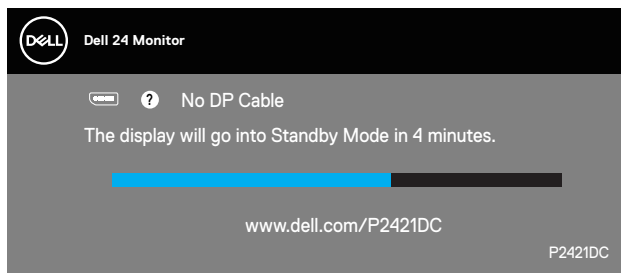 DELL
Dell 24 Monitor
? No DP Cable
The display will go into Standby Mode in 4 minutes.
www.dell.com/P2421DC
P2421DC